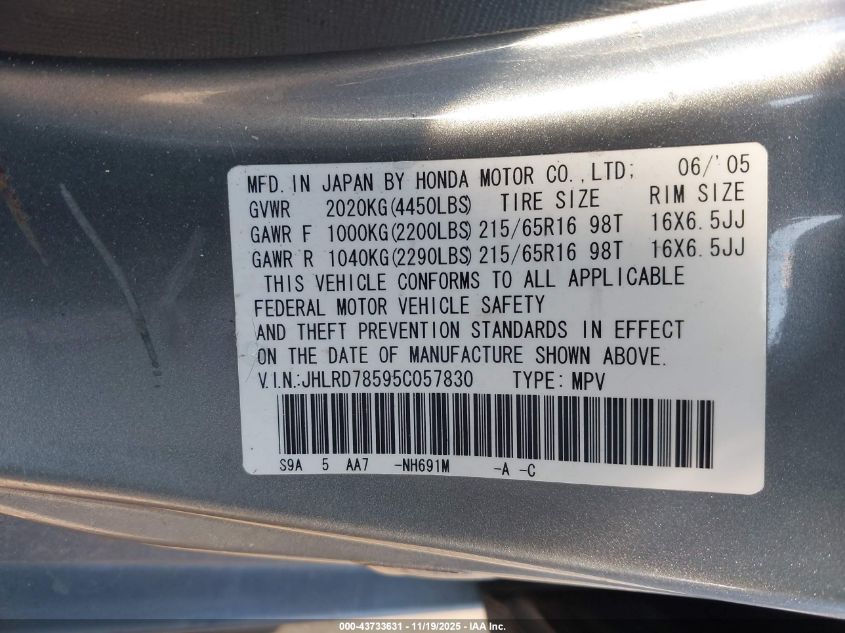 MFD. IN JAPAN BY HONDA MOTOR CO.,LTD; 06/'05
GVWR 2020KG(4450LBS) TIRE SIZE RIM SIZE
GAWR F 1000KG(2200LBS) 215/65R16 98T 16X6.5JJ
GAWR R 1040KG(2290LBS) 215/65R16 98T 16X6.5JJ
THIS VEHICLE CONFORMS TO ALL APPLICABLE
FEDERAL MOTOR VEHICLE SAFETY
AND THEFT PREVENTION STANDARDS IN EFFECT
ON THE DATE OF MANUFACTURE SHOWN ABOVE.
V.I.N.:JHLRD78595C057830 TYPE: MPV
S9A 5 AA7 -NH691M -A -C
000-43733631 - 11/19/2025 - IAA, Inc.